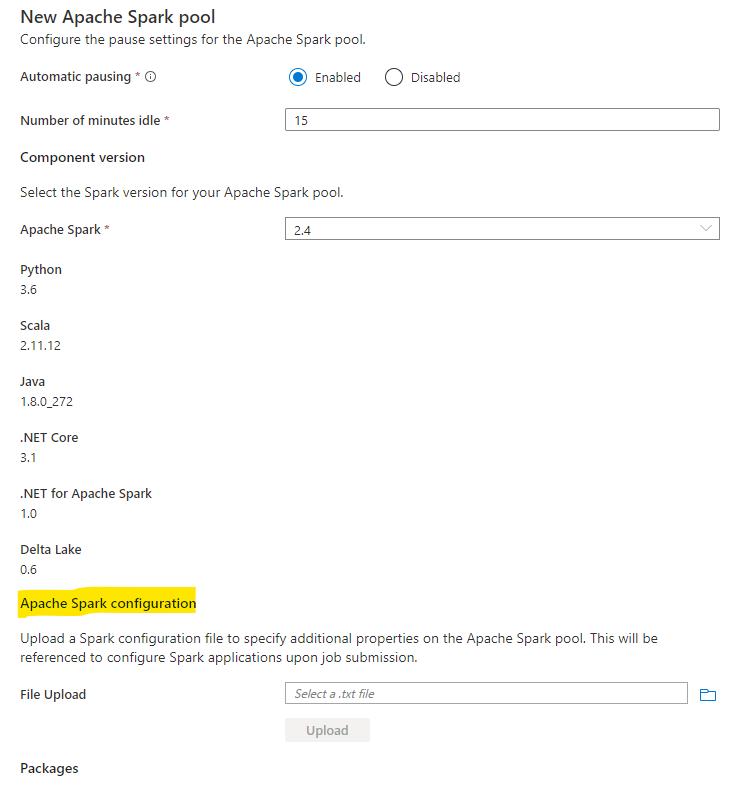 New Apache Spark pool
Configure the pause settings for the Apache Spark pool.
Automatic pausing * Enabled Disabled
Number of minutes idle * 15
Component version
Select the Spark version for your Apache Spark pool.
Apache Spark * 2.4
Python
3.6
Scala
2.11.12
Java
1.8.0_272
.NET Core
3.1
.NET for Apache Spark
1.0
Delta Lake
0.6
Apache Spark configuration
Upload a Spark configuration file to specify additional properties on the Apache Spark pool. This will be
referenced to configure Spark applications upon job submission.
File Upload Select a .txt file
Upload
Packages